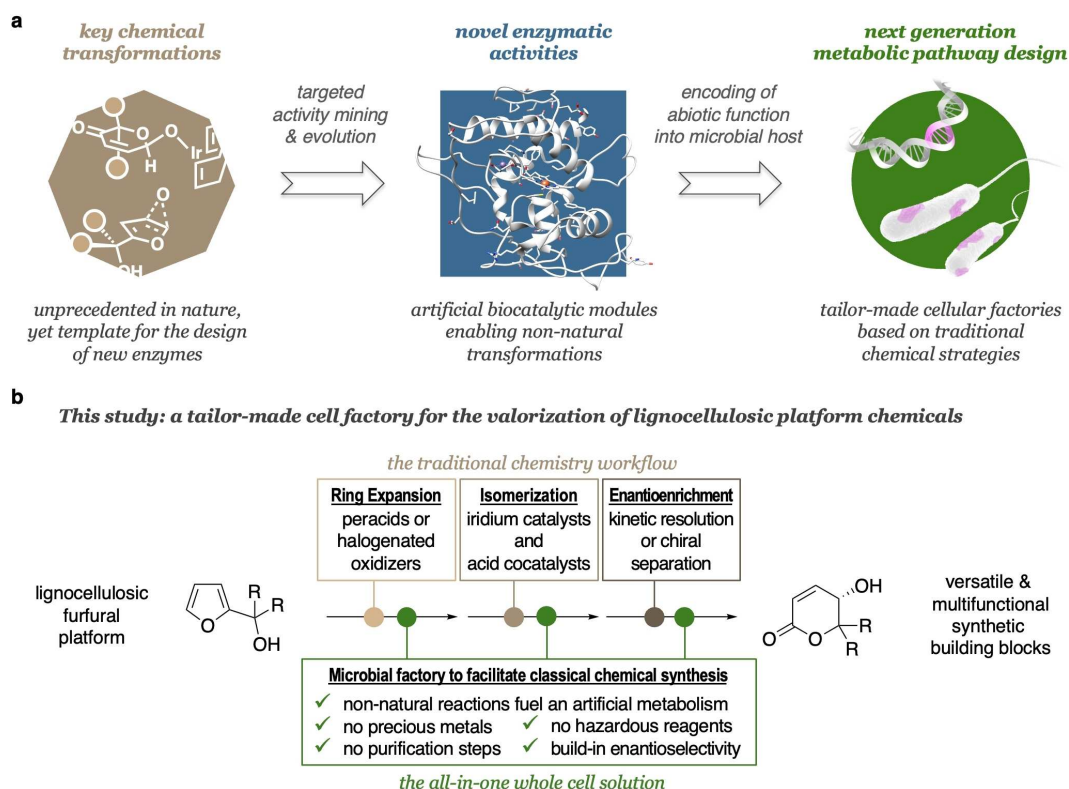 a
key chemical
transformations
novel enzymatic
activities
next generation
metabolic pathway design
targeted
activity mining
& evolution
encoding of
abiotic function
into microbial host
O
O
O
Ir
H
O
O
OH
unprecedented in nature,
yet template for the design
of new enzymes
artificial biocatalytic modules
enabling non-natural
transformations
tailor-made cellular factories
based on traditional
chemical strategies
b
This study: a tailor-made cell factory for the valorization of lignocellulosic platform chemicals
the traditional chemistry workflow
Ring Expansion
peracids or
halogenated
oxidizers
Isomerization
iridium catalysts
and
acid cocatalysts
Enantioenrichment
kinetic resolution
or chiral
separation
lignocellulosic
furfural
platform
O
R
R
OH
O
O
OH
R
R
versatile &
multifunctional
synthetic
building blocks
Microbial factory to facilitate classical chemical synthesis
✓ non-natural reactions fuel an artificial metabolism
✓ no precious metals ✓ no hazardous reagents
✓ no purification steps ✓ build-in enantioselectivity
the all-in-one whole cell solution